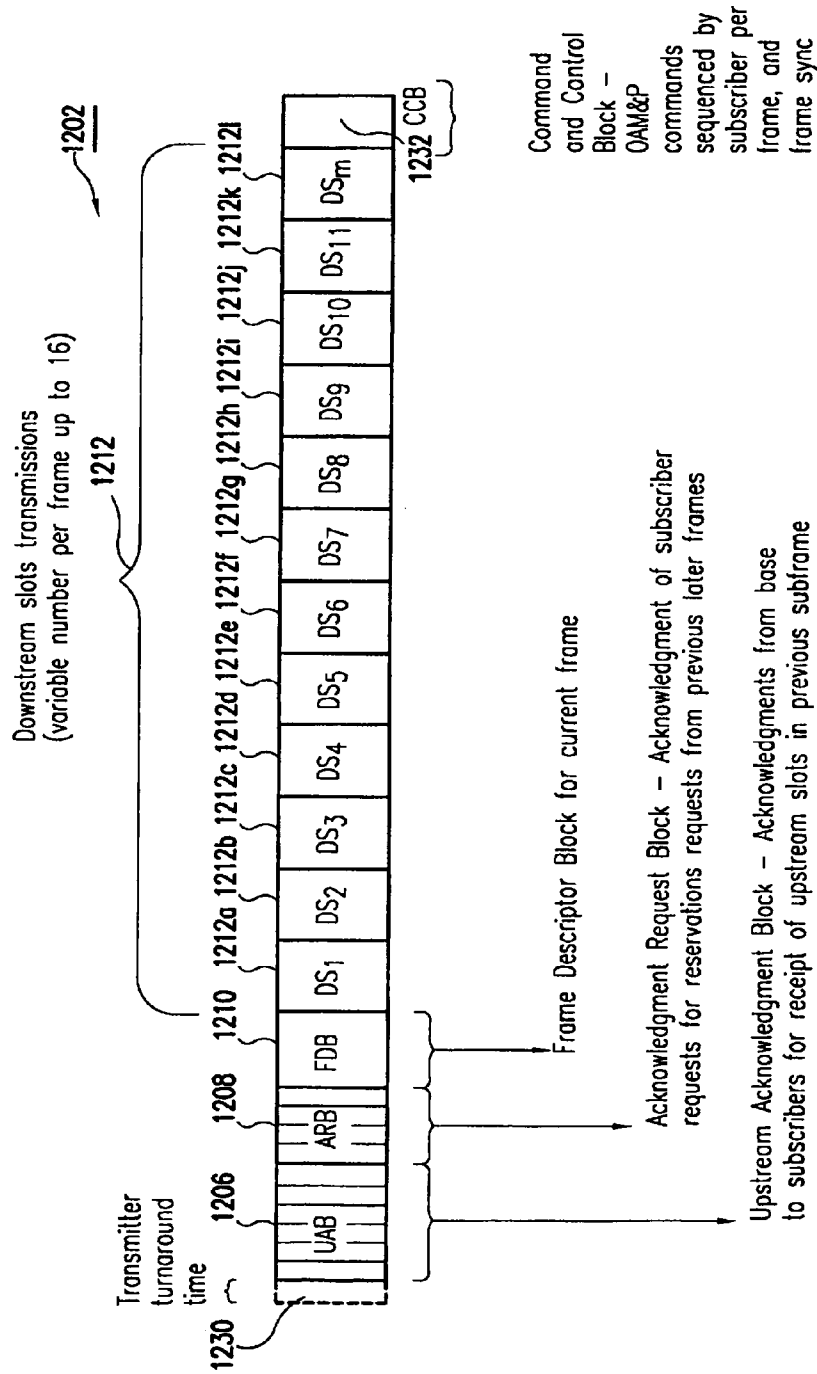 Downstream slots transmissions
(variable number per frame up to 16)
1212
1202
Transmitter
turnaround
time
1230
1206
1208
1210
1212a 1212b 1212c 1212d 1212e 1212f 1212g 1212h 1212i 1212j 1212k 1212l
UAB ARB FDB DS1 DS2 DS3 DS4 DS5 DS6 DS7 DS8 DS9 DS10 DS11 DSm
1232 CCB
Frame Descriptor Block for current frame
Acknowledgment Request Block – Acknowledgment of subscriber
requests for reservations requests from previous later frames
Upstream Acknowledgment Block – Acknowledgments from base
to subscribers for receipt of upstream slots in previous subframe
Command
and Control
Block –
OAM&P
commands
sequenced by
subscriber per
frame, and
frame sync